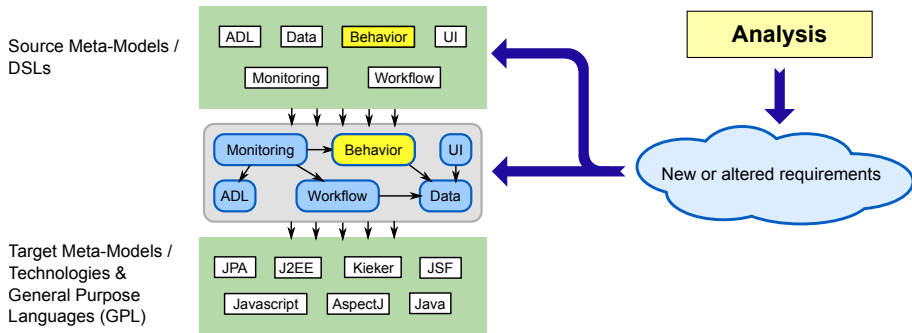 Source Meta-Models /
DSLs
ADL Data Behavior UI
Monitoring Workflow
Analysis
Monitoring Behavior UI
ADL Workflow Data
New or altered requirements
Target Meta-Models /
Technologies &
General Purpose
Languages (GPL)
JPA J2EE Kieker JSF
Javascript AspectJ Java